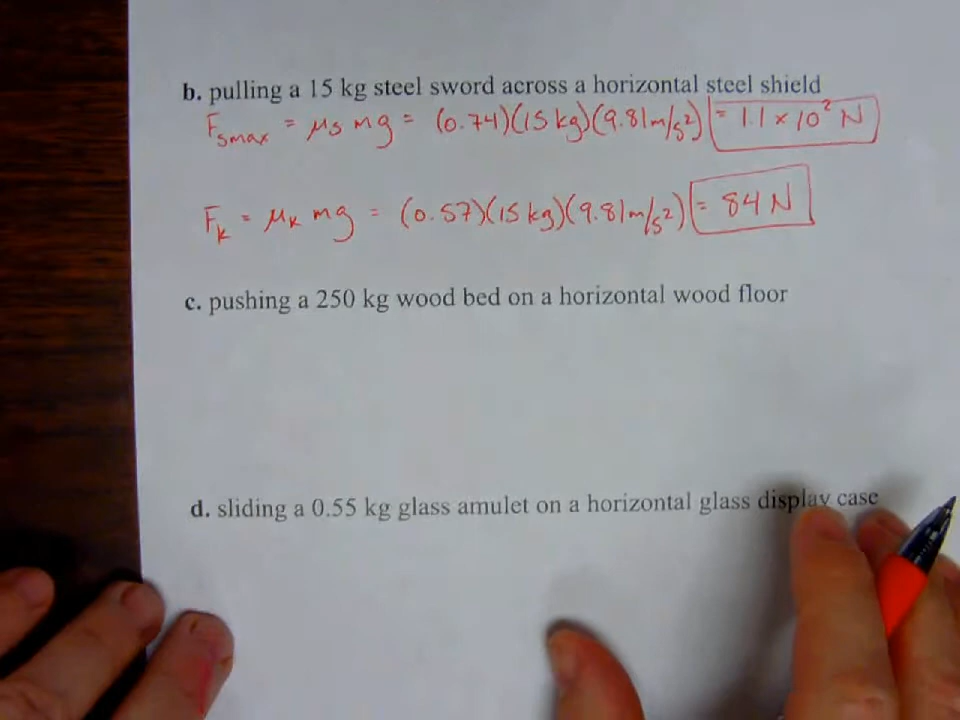 b. pulling a 15 kg steel sword across a horizontal steel shield
Fsmax = μs mg = (0.74)(15 kg)(9.81 m/s²) = 1.1 × 10² N
Fk = μk mg = (0.57)(15 kg)(9.81 m/s²) = 84 N
c. pushing a 250 kg wood bed on a horizontal wood floor
d. sliding a 0.55 kg glass amulet on a horizontal glass display case